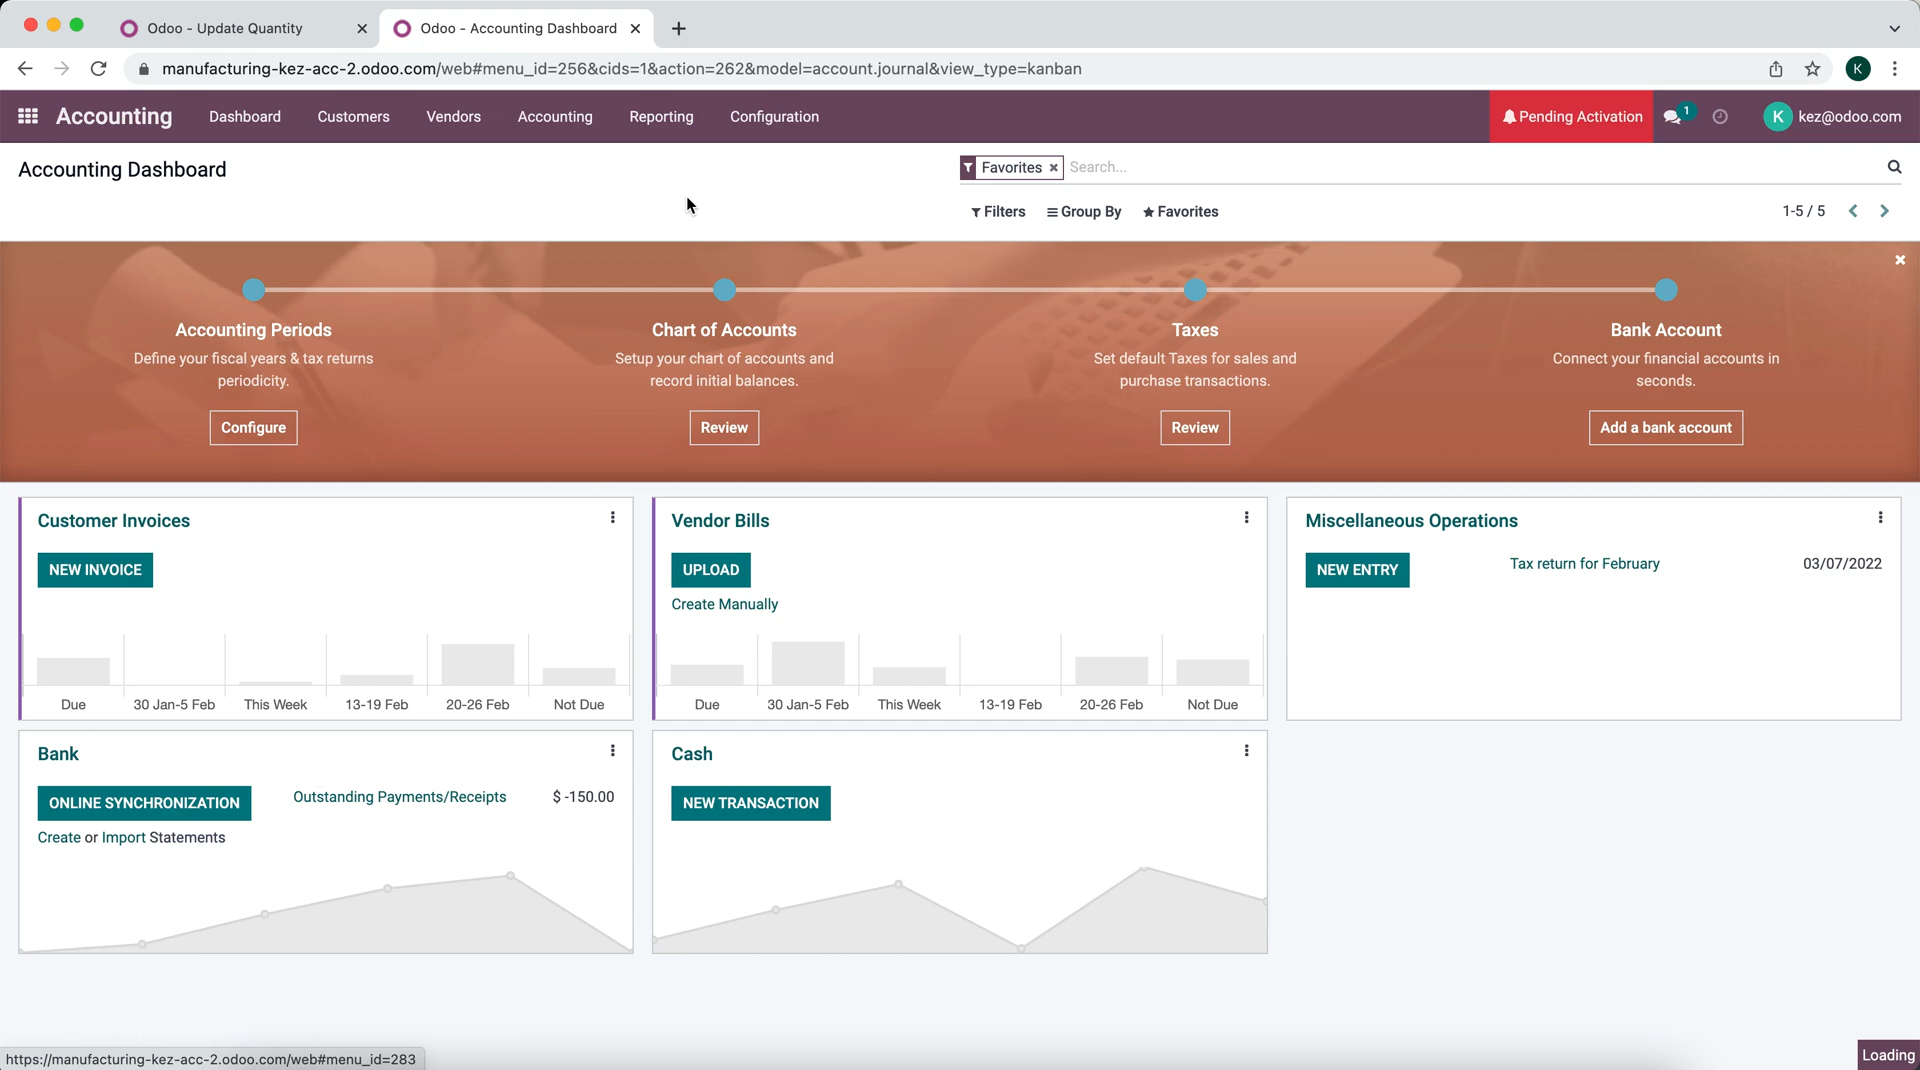 Odoo - Update Quantity
Odoo - Accounting Dashboard
manufacturing-kez-acc-2.odoo.com/web#menu_id=256&cids=1&action=262&model=account.journal&view_type=kanban
K
Accounting
Dashboard
Customers
Vendors
Accounting
Reporting
Configuration
Pending Activation
1
K
kez@odoo.com
Accounting Dashboard
Favorites
Search...
Filters
Group By
Favorites
1-5 / 5
Accounting Periods
Define your fiscal years & tax returns
periodicity.
Configure
Chart of Accounts
Setup your chart of accounts and
record initial balances.
Review
Taxes
Set default Taxes for sales and
purchase transactions.
Review
Bank Account
Connect your financial accounts in
seconds.
Add a bank account
Customer Invoices
NEW INVOICE
Due
30 Jan-5 Feb
This Week
13-19 Feb
20-26 Feb
Not Due
Vendor Bills
UPLOAD
Create Manually
Due
30 Jan-5 Feb
This Week
13-19 Feb
20-26 Feb
Not Due
Miscellaneous Operations
NEW ENTRY
Tax return for February
03/07/2022
Bank
ONLINE SYNCHRONIZATION
Outstanding Payments/Receipts
$ -150.00
Create or Import Statements
Cash
NEW TRANSACTION
https://manufacturing-kez-acc-2.odoo.com/web#menu_id=283
Loading